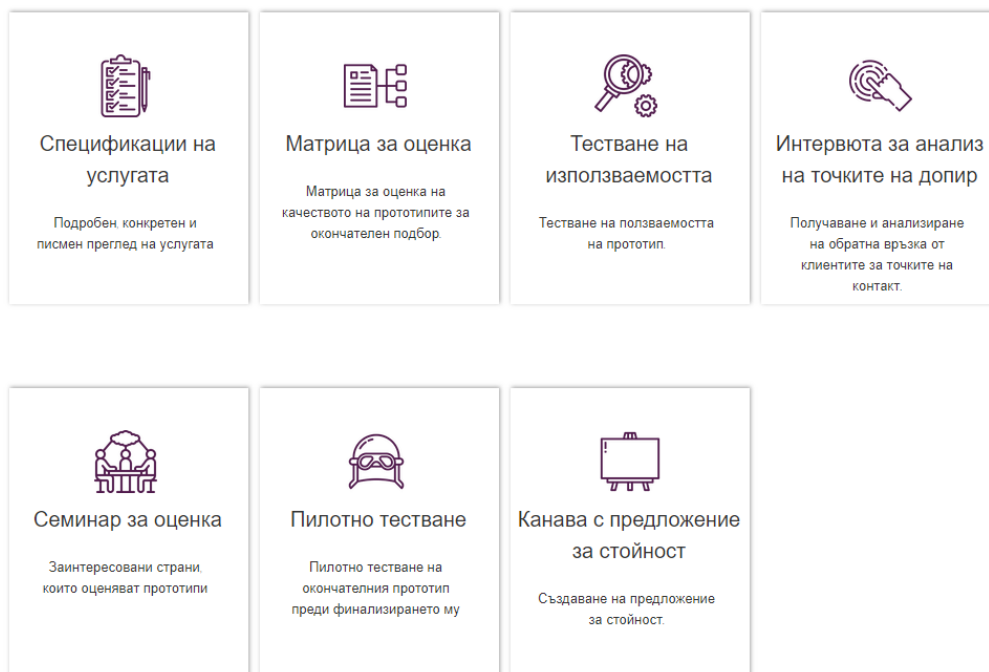 Спецификации на
услугата
Подробен, конкретен и
писмен преглед на услугата
Матрица за оценка
Матрица за оценка на
качеството на прототипите за
окончателен подбор.
Тестване на
използваемостта
Тестване на ползваемостта
на прототип.
Интервюта за анализ
на точките на допир
Получаване и анализиране
на обратна връзка от
клиентите за точките на
контакт.
Семинар за оценка
Заинтересовани страни,
които оценяват прототипи
Пилотно тестване
Пилотно тестване на
окончателния прототип
преди финализирането му
Канава с предложение
за стойност
Създаване на предложение
за стойност.